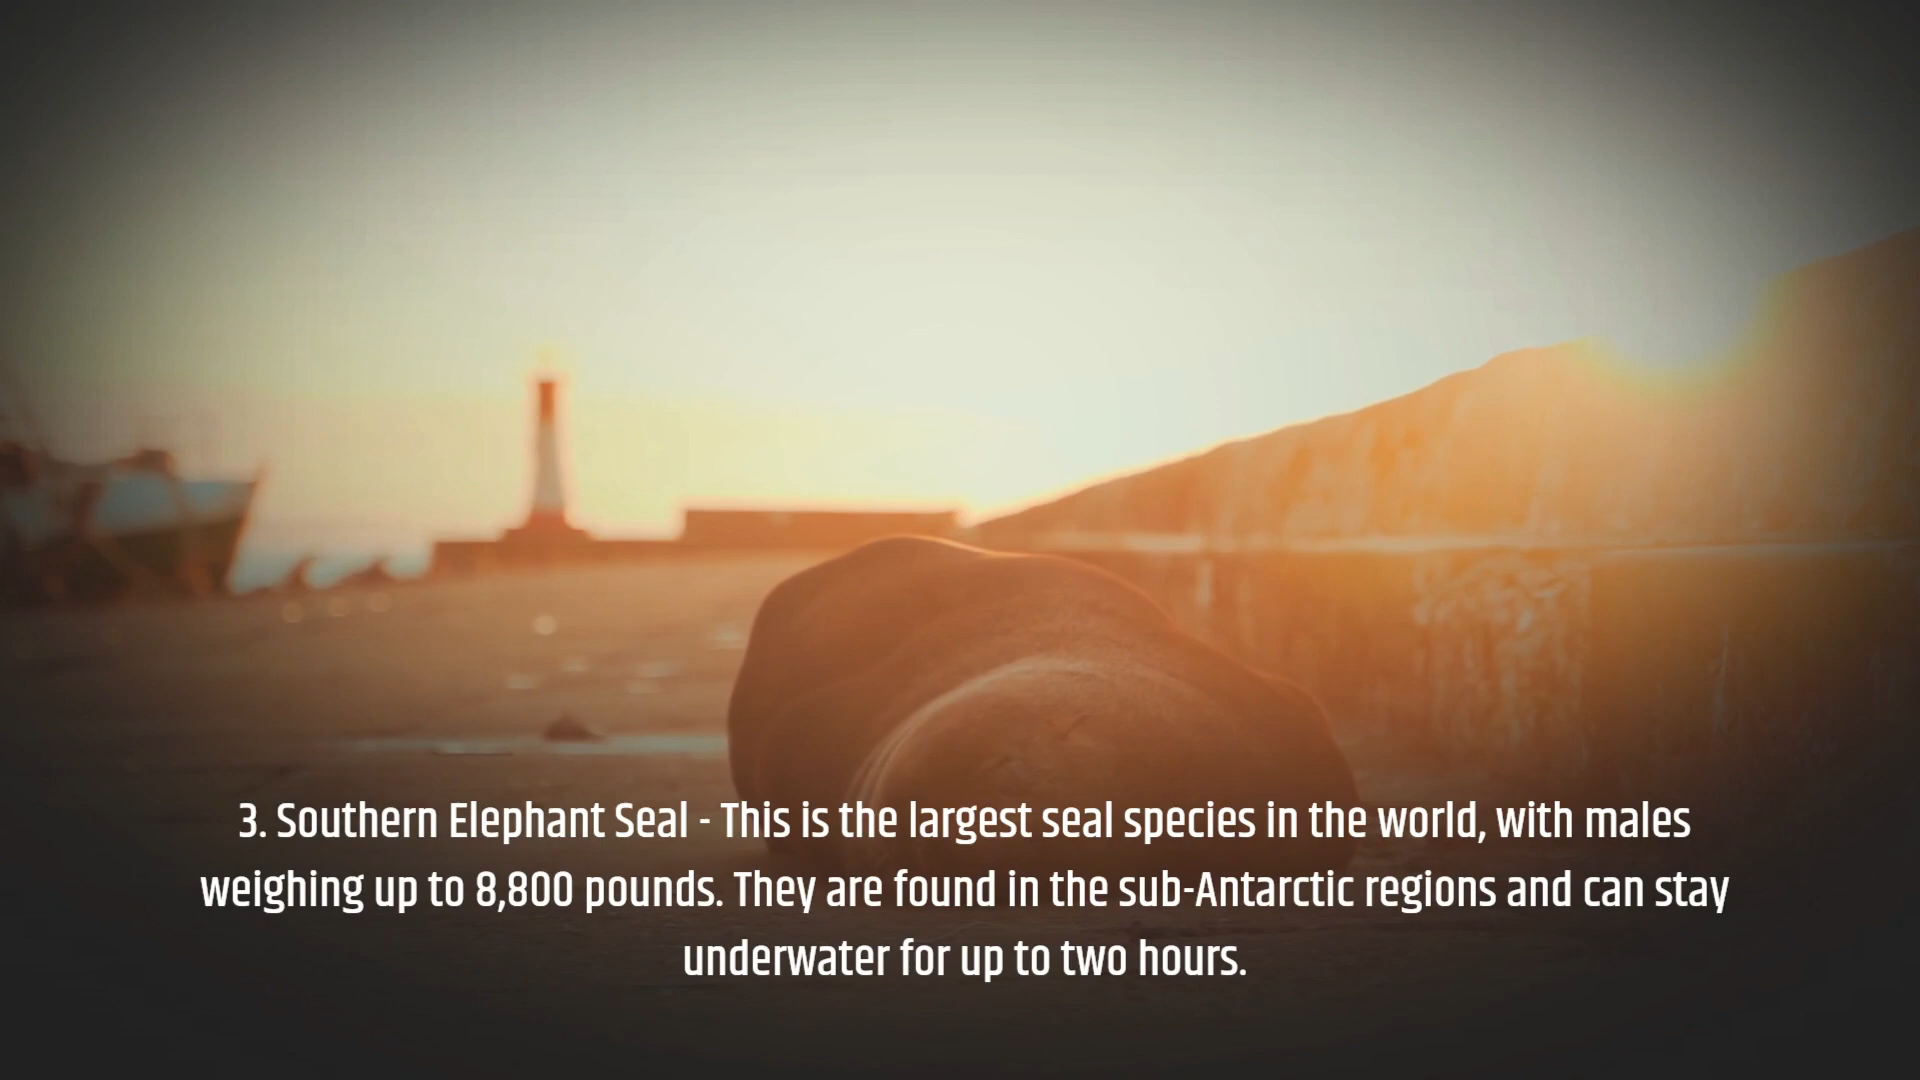 3. Southern Elephant Seal - This is the largest seal species in the world, with males
weighing up to 8,800 pounds. They are found in the sub-Antarctic regions and can stay
underwater for up to two hours.